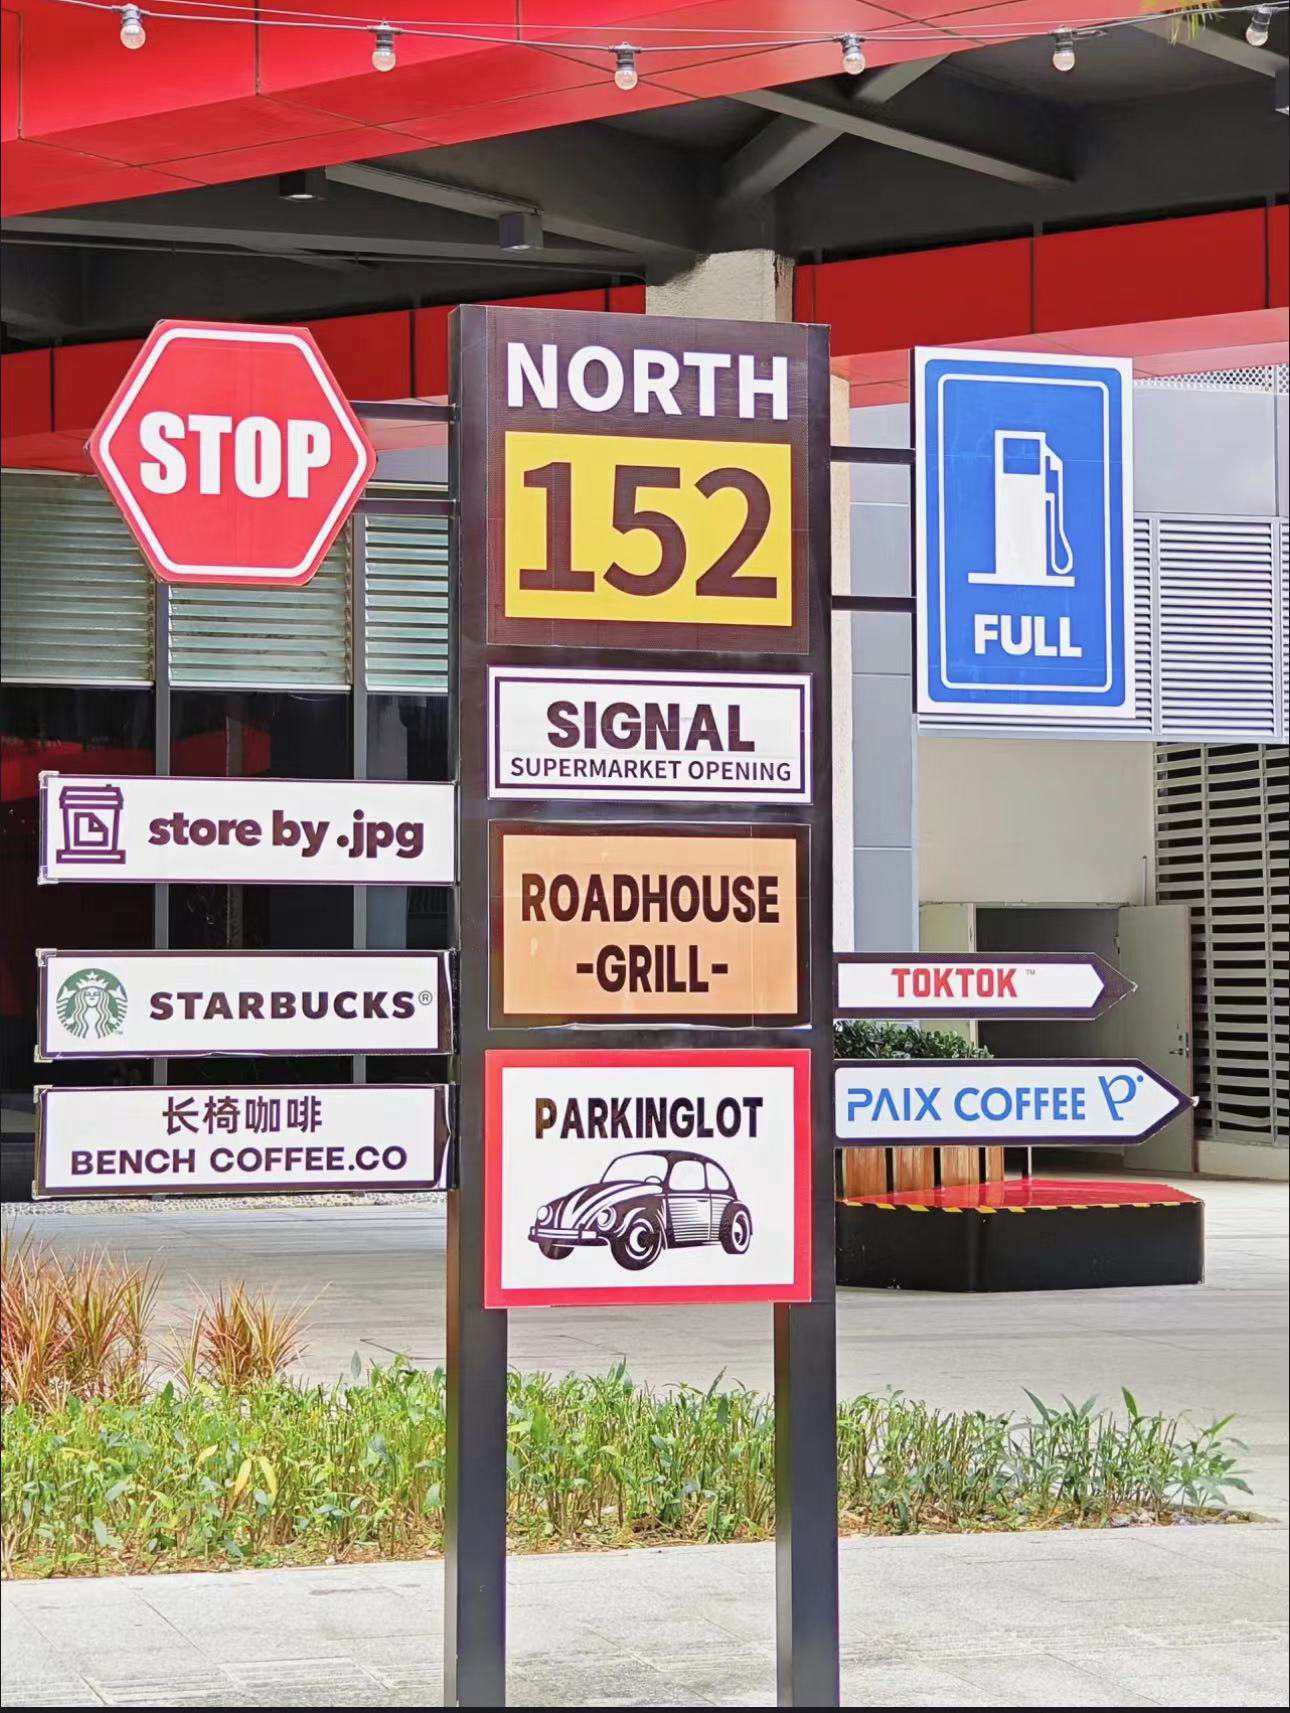 STOP
NORTH
152
FULL
SIGNAL
SUPERMARKET OPENING
store by .jpg
ROADHOUSE
-GRILL-
STARBUCKS®
TOKTOK™
长椅咖啡
BENCH COFFEE.CO
PAIX COFFEE
PARKINGLOT